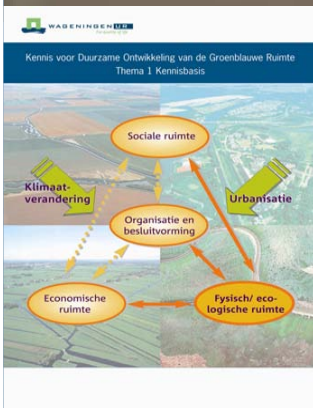 WAGENINGEN UR
Kennis voor Duurzame Ontwikkeling van de Groenblauwe Ruimte
Thema 1 Kennisbasis
Sociale ruimte
Klimaat-
verandering
Urbanisatie
Organisatie en
besluitvorming
Economische
ruimte
Fysisch/ eco-
logische ruimte